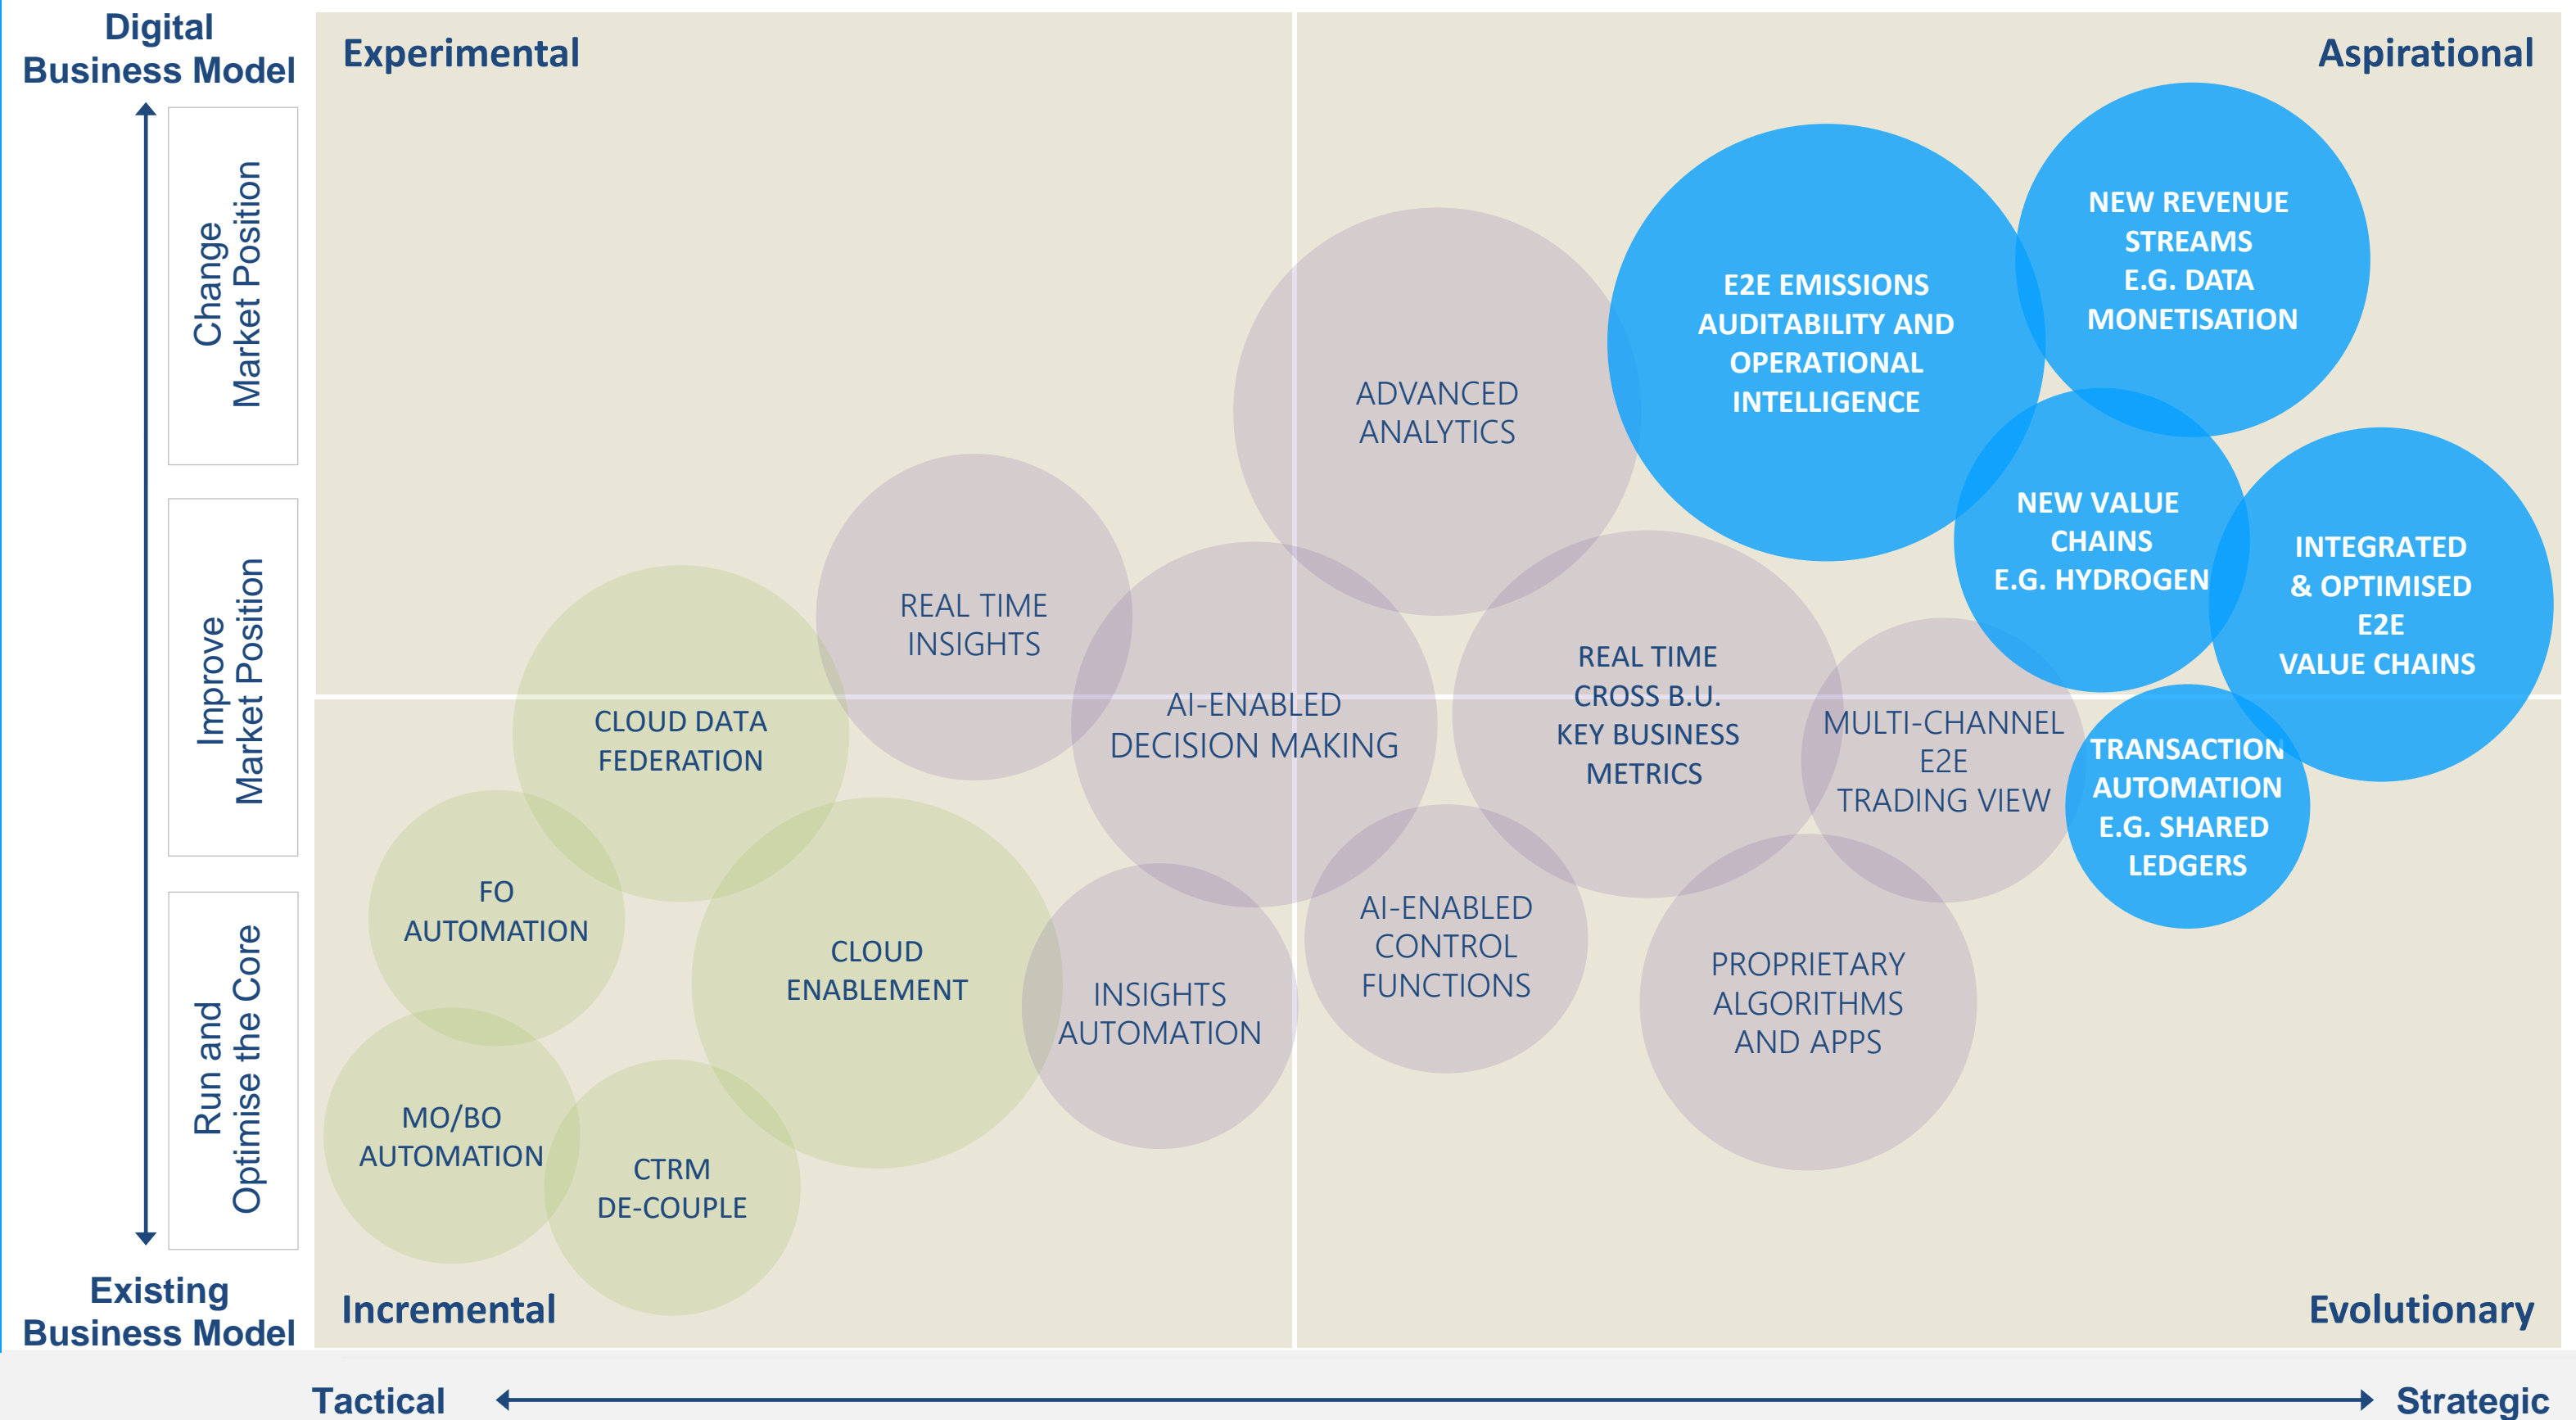 Digital
Business Model
Change
Market Position
Improve
Market Position
Run and
Optimise the Core
Existing
Business Model
Experimental
Aspirational
NEW REVENUE
STREAMS
E.G. DATA
MONETISATION
E2E EMISSIONS
AUDITABILITY AND
OPERATIONAL
INTELLIGENCE
ADVANCED
ANALYTICS
NEW VALUE
CHAINS
E.G. HYDROGEN
INTEGRATED
& OPTIMISED
E2E
VALUE CHAINS
REAL TIME
INSIGHTS
CLOUD DATA
FEDERATION
AI-ENABLED
DECISION MAKING
REAL TIME
CROSS B.U.
KEY BUSINESS
METRICS
MULTI-CHANNEL
E2E
TRADING VIEW
TRANSACTION
AUTOMATION
E.G. SHARED
LEDGERS
FO
AUTOMATION
CLOUD
ENABLEMENT
INSIGHTS
AUTOMATION
AI-ENABLED
CONTROL
FUNCTIONS
PROPRIETARY
ALGORITHMS
AND APPS
MO/BO
AUTOMATION
CTRM
DE-COUPLE
Incremental
Evolutionary
Tactical
Strategic